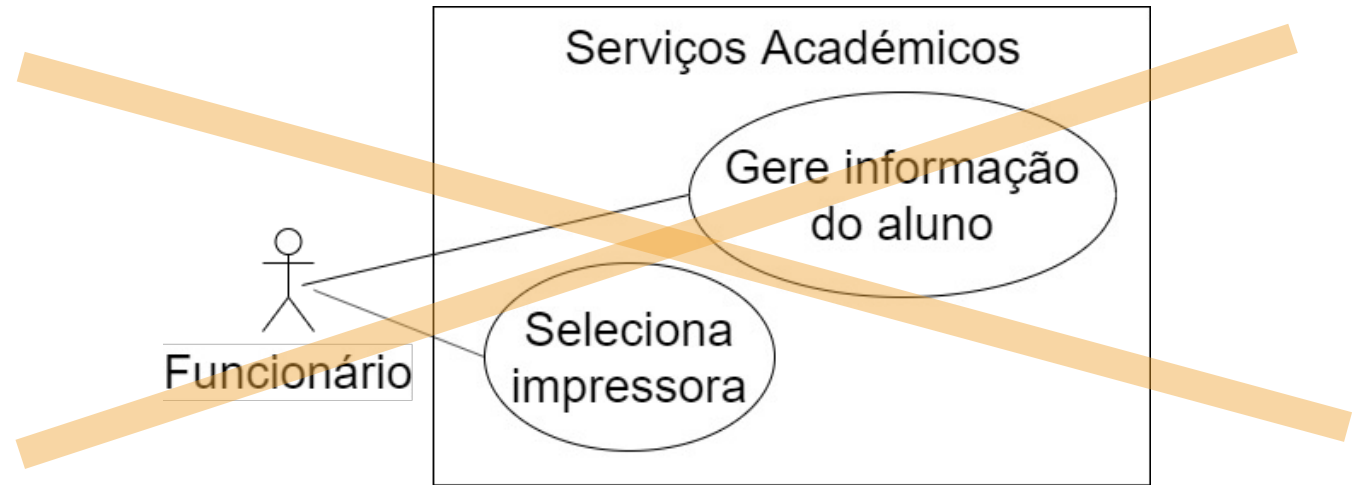 Serviços Académicos
Gere informação
do aluno
Seleciona
impressora
Funcionário